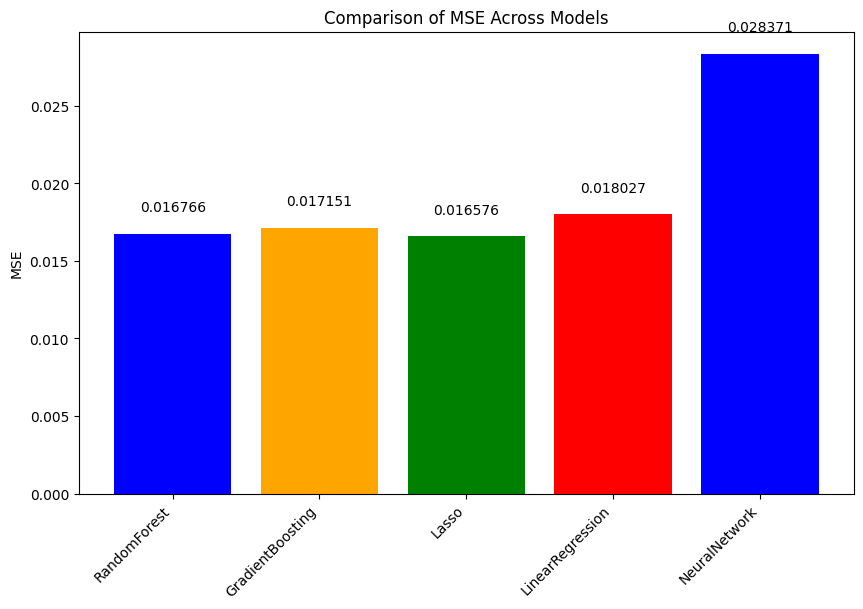 Comparison of MSE Across Models
0.028371
0.025
0.020
0.018027
0.016766
0.017151
0.016576
0.015
MSE
0.010
0.005
0.000
RandomForest
GradientBoosting
Lasso
LinearRegression
NeuralNetwork